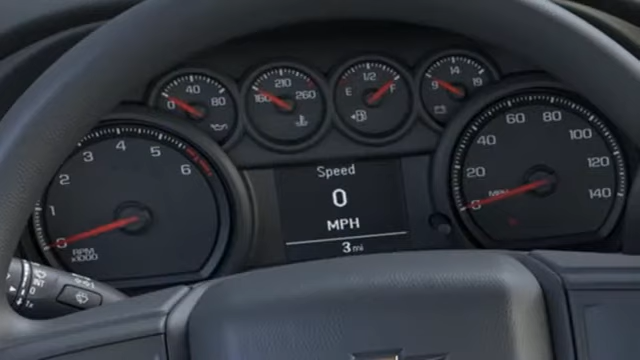 0 40 80
160 210 260
E 1/2 F
9 14 19
0 1 2 3 4 5 6
RPM
x1000
Speed
0
MPH
3 mi
0 20 40 60 80 100 120 140
MPH